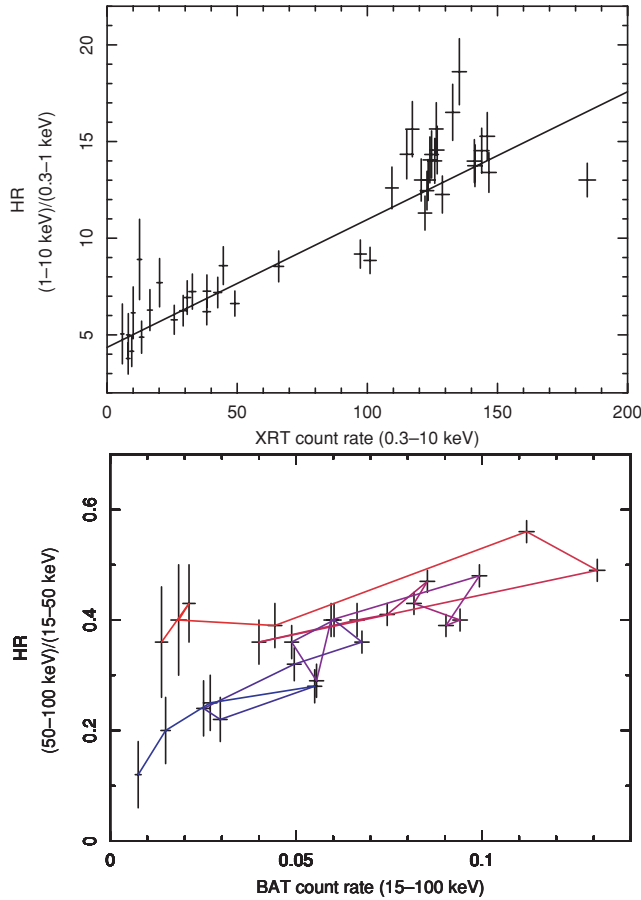 20
15
10
5
HR
(1–10 keV)/(0.3–1 keV)
0 50 100 150 200
XRT count rate (0.3–10 keV)
0.6
0.4
0.2
0
HR
(50–100 keV)/(15–50 keV)
0 0.05 0.1
BAT count rate (15–100 keV)